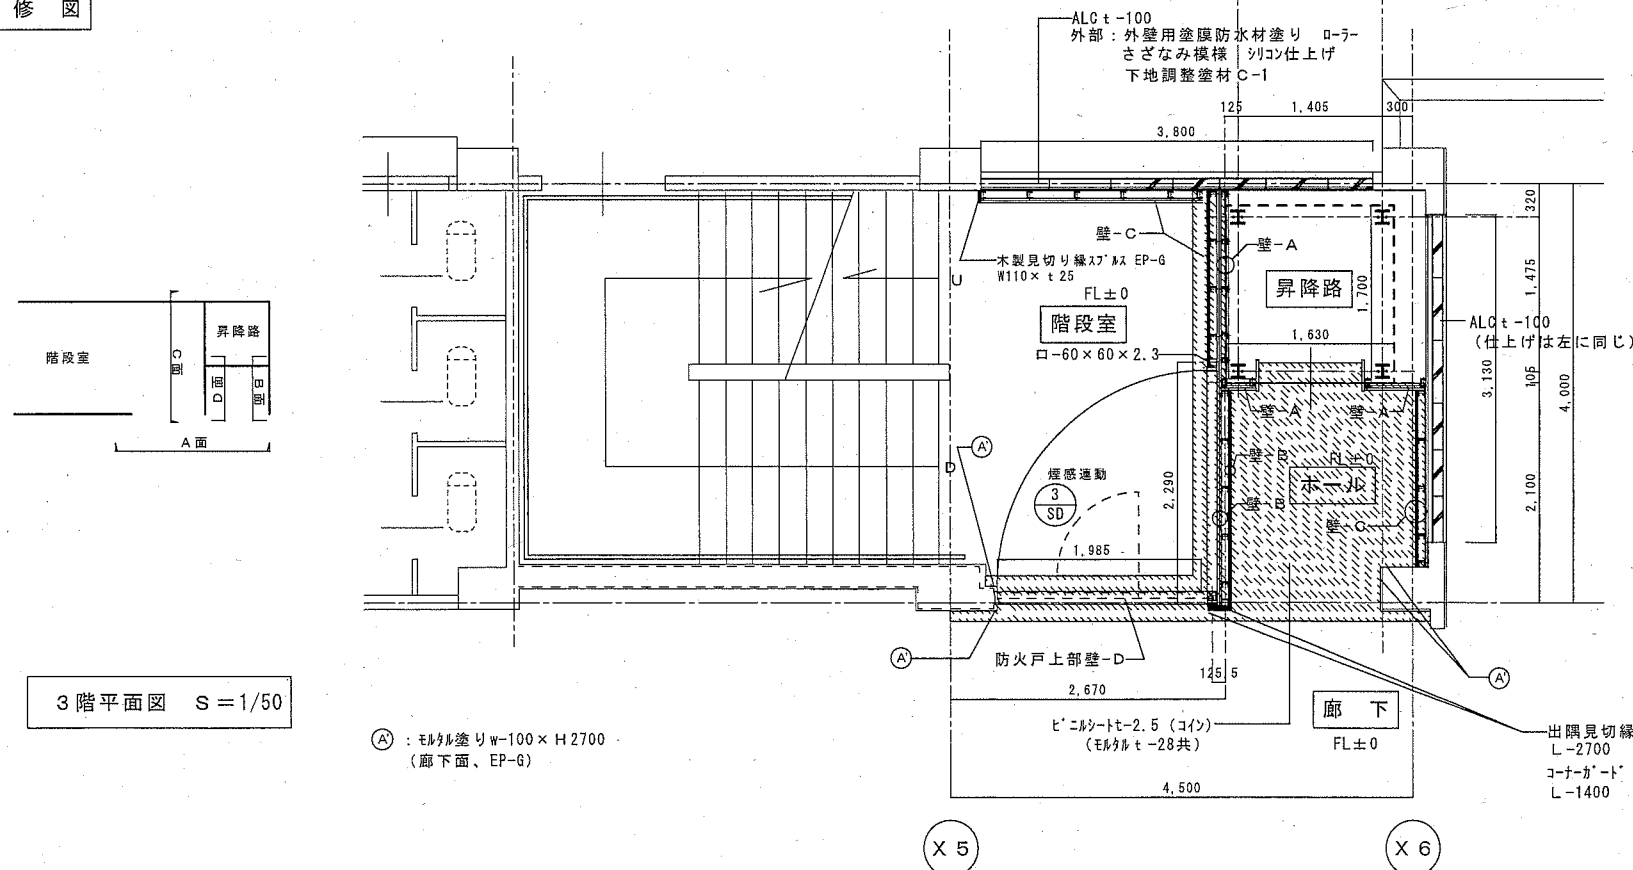 修 図
ALC t-100
外部：外壁用塗膜防水材塗り ローラー
さざなみ模様 シリコン仕上げ
下地調整塗材C-1
125
1,405
300
3,800
320
壁-C
壁-A
木製見切り縁スプルス EP-G
W110×t25
U
FL±0
階段室
昇降路
1,700
1,475
ロ-60×60×2.3
1,630
ALC t-100
(仕上げは左に同じ)
昇降路
階段室
C面
D面
B面
A面
3,130
105
4,000
壁-A
壁-A
A'
D
煙感連動
3
SD
2,290
壁-B
FL±0
ホール
壁-B
壁-C
2,100
1,985
A'
防火戸上部壁-D
125
5
A'
2,670
3階平面図 S=1/50
ビニルシートt-2.5 (コイン)
(モルタルt-28共)
廊 下
FL±0
出隅見切縁
L-2700
コーナーガード
L-1400
A' ：モルタル塗りw-100×H2700
(廊下面、EP-G)
4,500
X5
X6